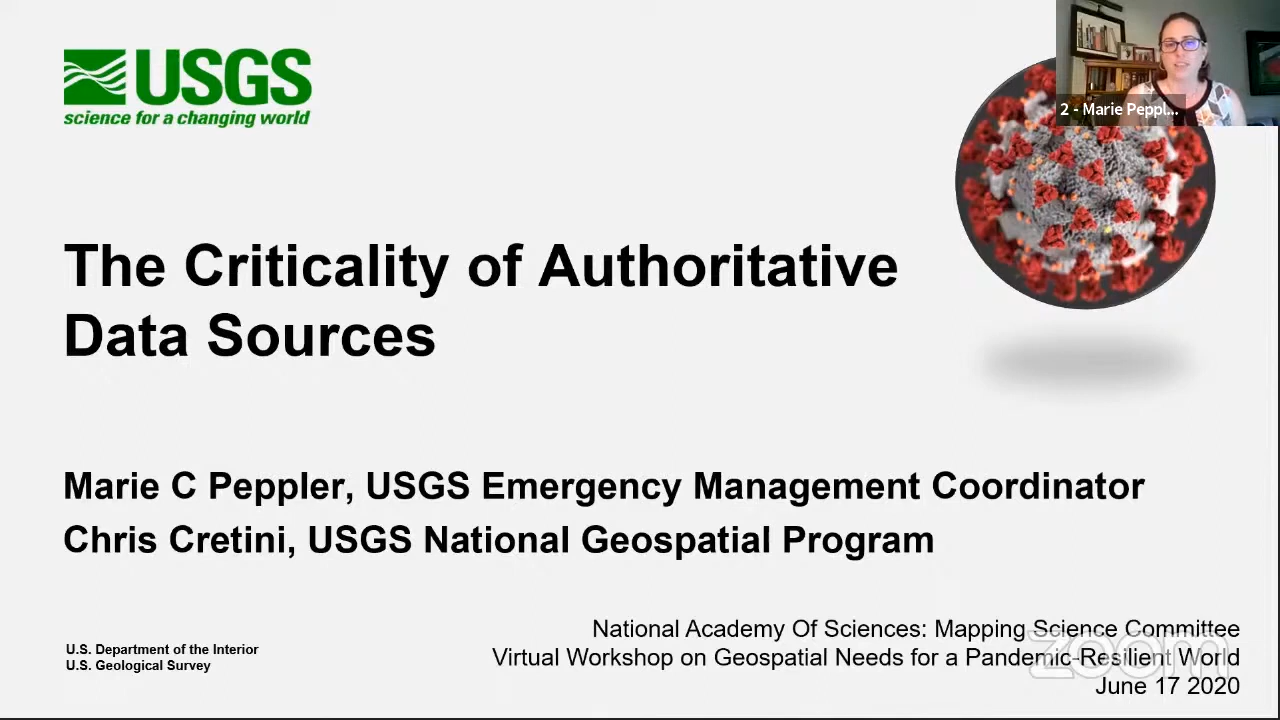 USGS
science for a changing world
2 - Marie Peppl...
The Criticality of Authoritative
Data Sources
Marie C Peppler, USGS Emergency Management Coordinator
Chris Cretini, USGS National Geospatial Program
U.S. Department of the Interior
U.S. Geological Survey
National Academy Of Sciences: Mapping Science Committee
Virtual Workshop on Geospatial Needs for a Pandemic-Resilient World
June 17 2020
zoom